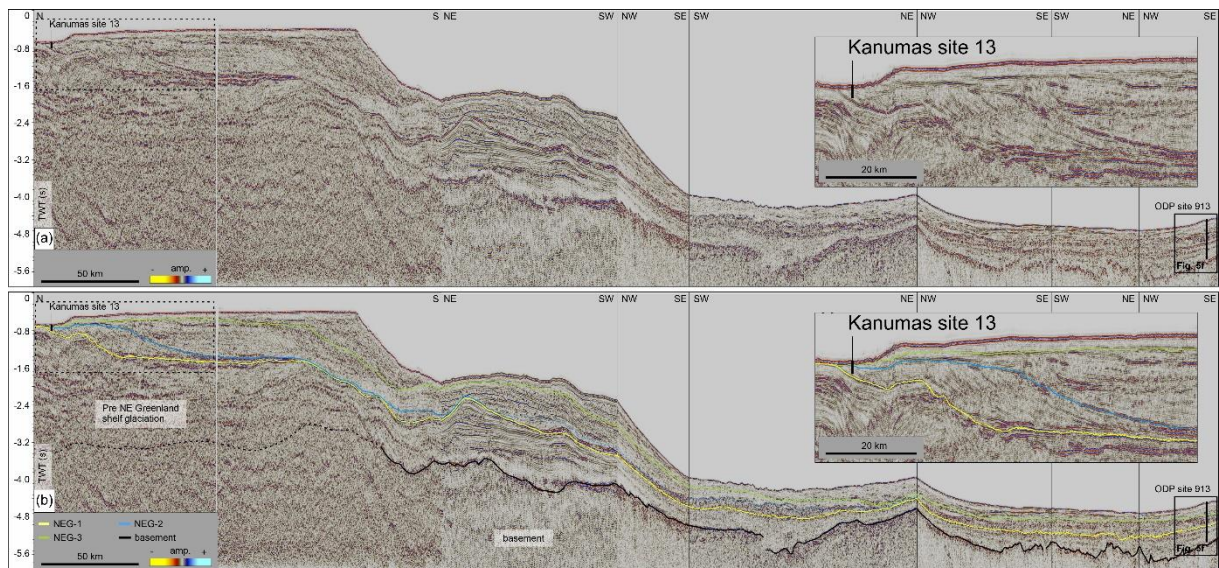 N S NE SW NW SE SW NE NW SE SW NE NW SE
0
Kanumas site 13
-0.8
-1.6
-2.4
-3.2
-4.0
-4.8
-5.6
TWT (s)
(a)
50 km
- amp. +
Kanumas site 13
20 km
ODP site 913
Fig. 5f
N S NE SW NW SE SW NE NW SE SW NE NW SE
0
Kanumas site 13
-0.8
-1.6
-2.4
-3.2
-4.0
-4.8
-5.6
Pre NE Greenland
shelf glaciation
TWT (s)
(b)
NEG-1 NEG-2
NEG-3 basement
50 km
- amp. +
basement
Kanumas site 13
20 km
ODP site 913
Fig. 5f